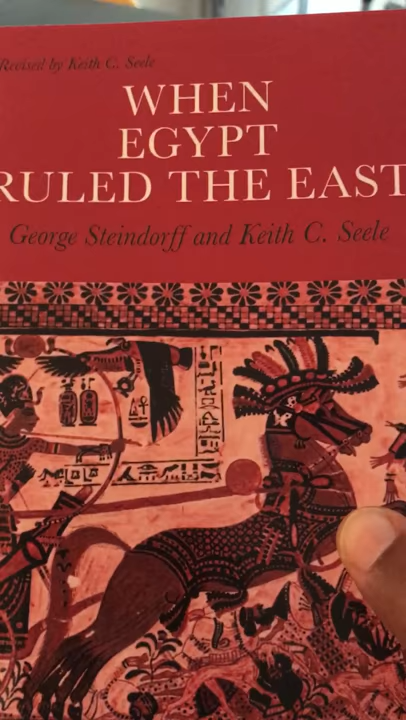 Revised by Keith C. Seele
WHEN
EGYPT
RULED THE EAST
George Steindorff and Keith C. Seele